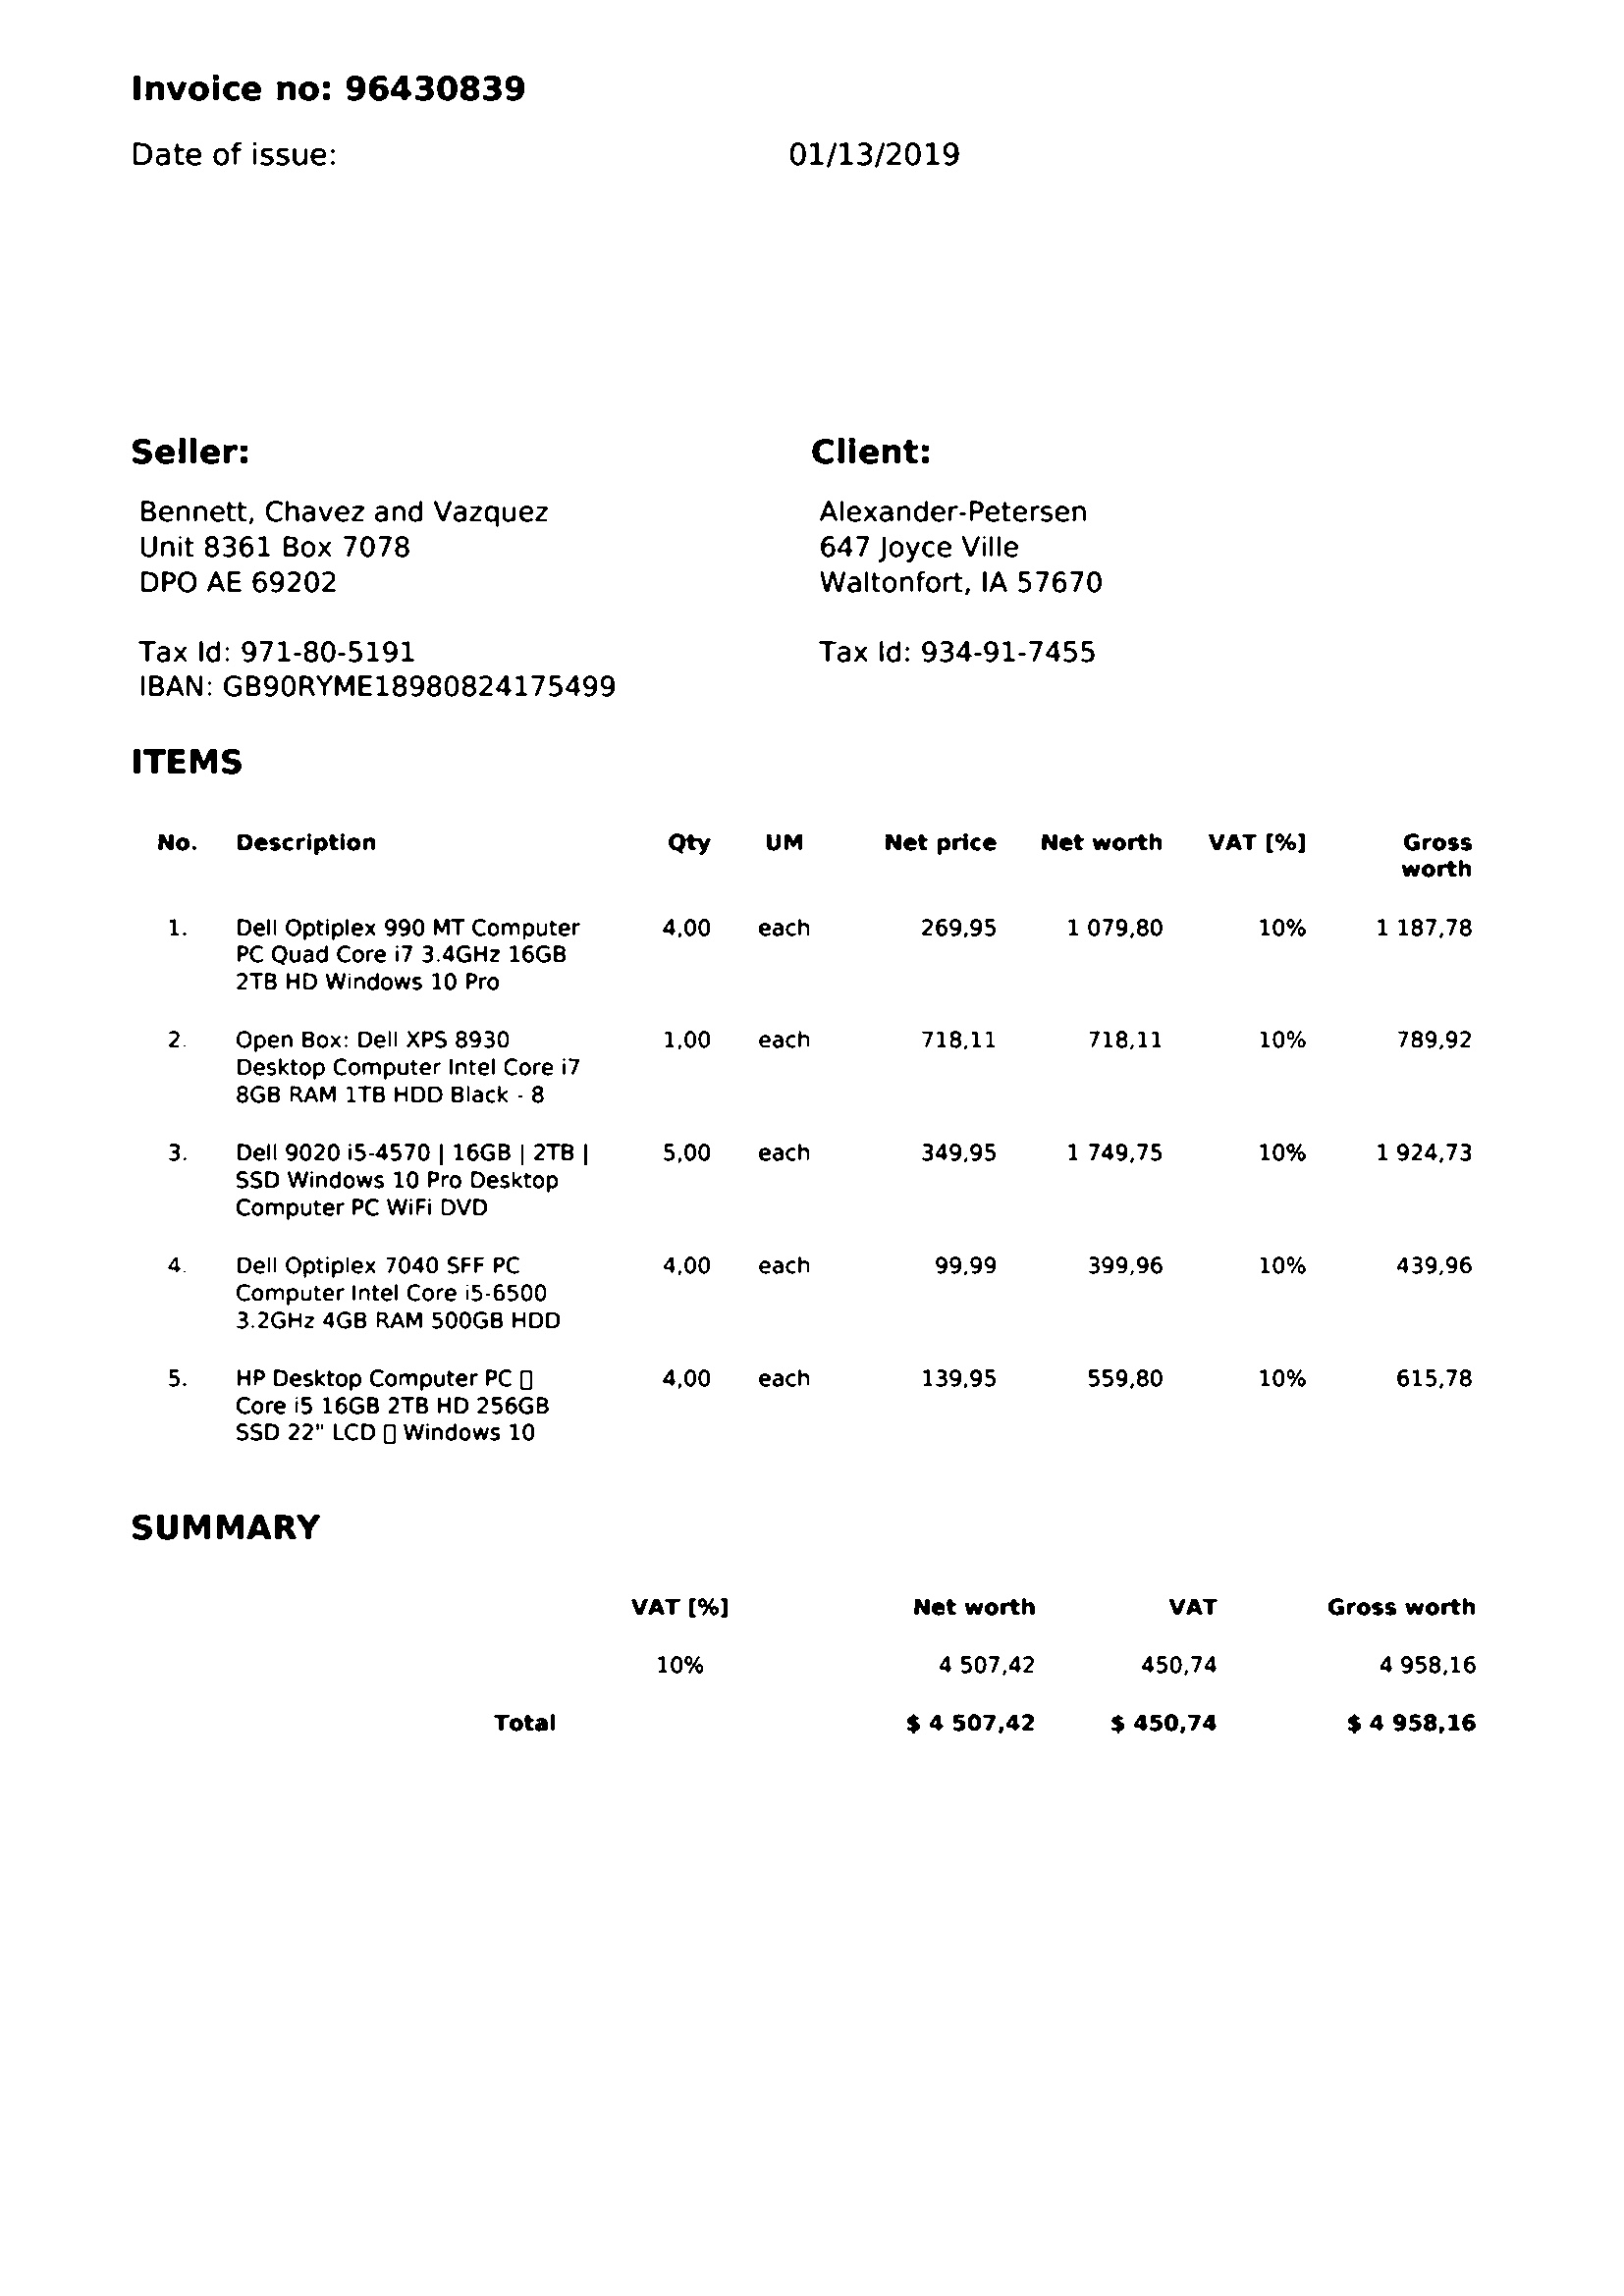 Invoice no: 96430839
Date of issue: 01/13/2019
Seller:
Bennett, Chavez and Vazquez
Unit 8361 Box 7078
DPO AE 69202
Tax Id: 971-80-5191
IBAN: GB90RYME18980824175499
Client:
Alexander-Petersen
647 Joyce Ville
Waltonfort, IA 57670
Tax Id: 934-91-7455
ITEMS
No. Description Qty UM Net price Net worth VAT [%] Gross
worth
1. Dell Optiplex 990 MT Computer 4,00 each 269,95 1 079,80 10% 1 187,78
PC Quad Core i7 3.4GHz 16GB
2TB HD Windows 10 Pro
2. Open Box: Dell XPS 8930 1,00 each 718,11 718,11 10% 789,92
Desktop Computer Intel Core i7
8GB RAM 1TB HDD Black - 8
3. Dell 9020 i5-4570 | 16GB | 2TB | 5,00 each 349,95 1 749,75 10% 1 924,73
SSD Windows 10 Pro Desktop
Computer PC WiFi DVD
4. Dell Optiplex 7040 SFF PC 4,00 each 99,99 399,96 10% 439,96
Computer Intel Core i5-6500
3.2GHz 4GB RAM 500GB HDD
5. HP Desktop Computer PC ▯ 4,00 each 139,95 559,80 10% 615,78
Core i5 16GB 2TB HD 256GB
SSD 22" LCD ▯ Windows 10
SUMMARY
VAT [%] Net worth VAT Gross worth
10% 4 507,42 450,74 4 958,16
Total $ 4 507,42 $ 450,74 $ 4 958,16